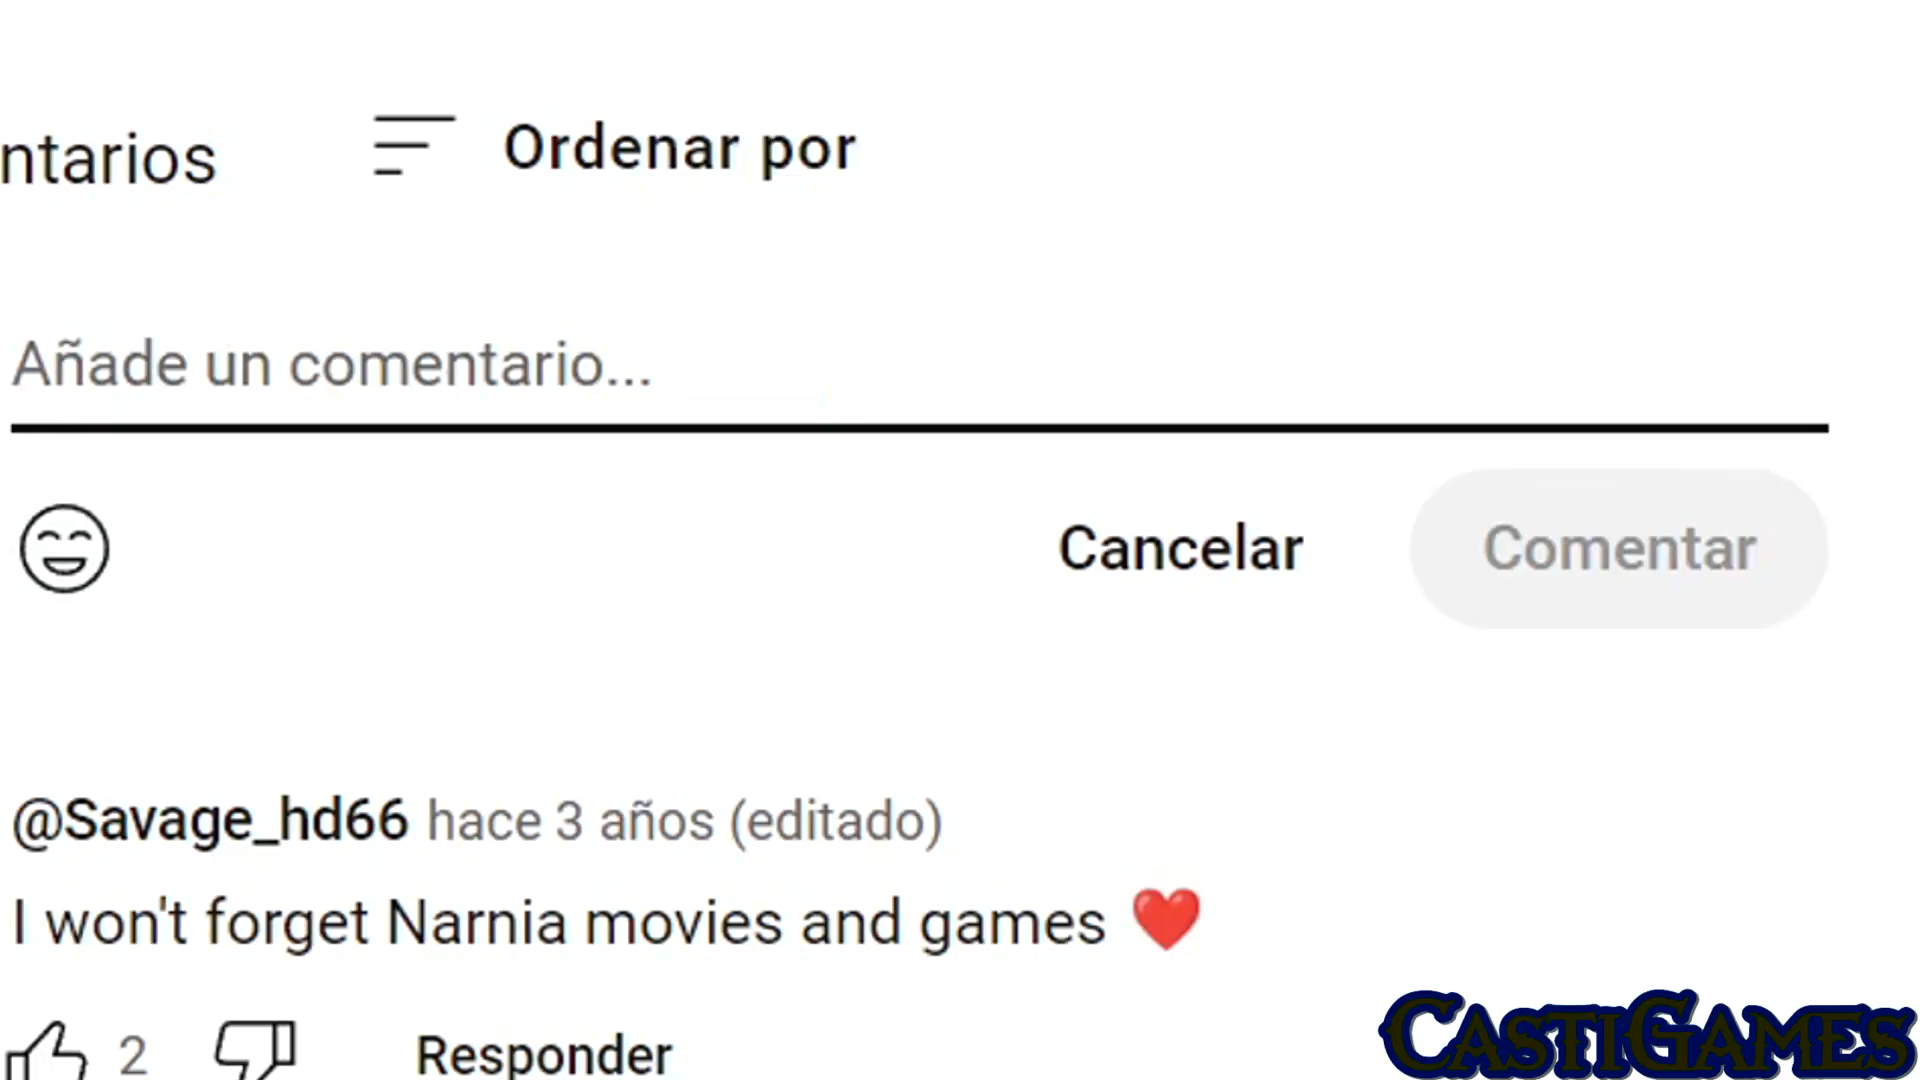 ntarios
Ordenar por
Añade un comentario...
Cancelar
Comentar
@Savage_hd66 hace 3 años (editado)
I won't forget Narnia movies and games ❤️
2
Responder
CASTIGAMES